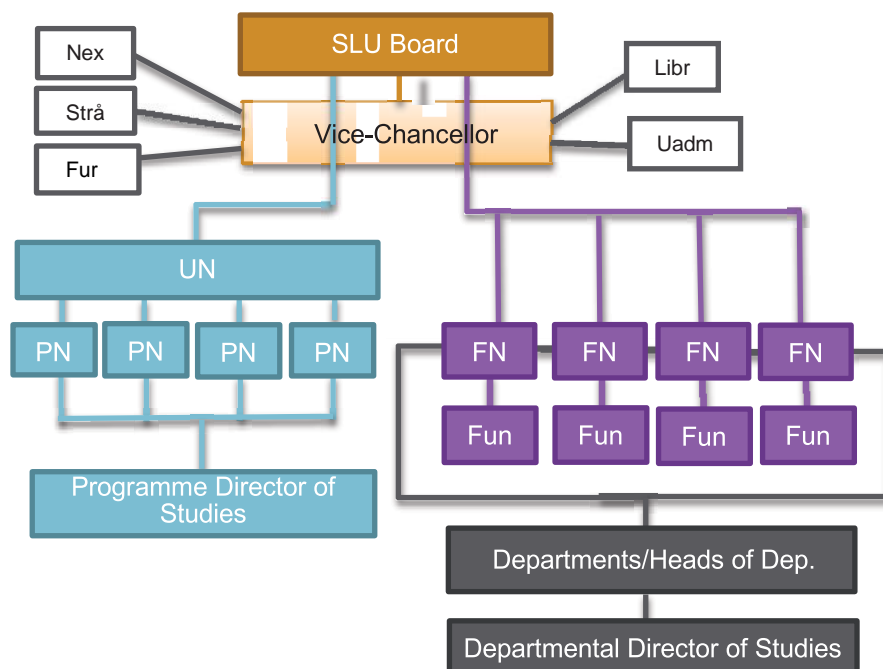 SLU Board
Nex
Libr
Strå
Vice-Chancellor
Uadm
Fur
UN
PN
PN
PN
PN
FN
FN
FN
FN
Fun
Fun
Fun
Fun
Programme Director of
Studies
Departments/Heads of Dep.
Departmental Director of Studies